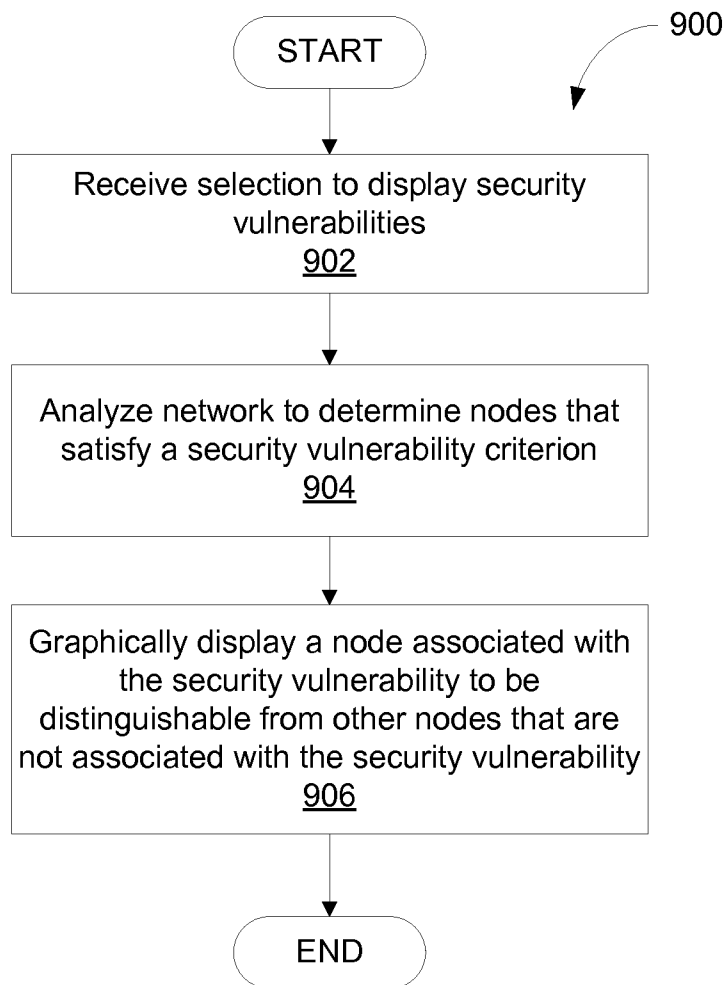 START
900
Receive selection to display security
vulnerabilities
902
Analyze network to determine nodes that
satisfy a security vulnerability criterion
904
Graphically display a node associated with
the security vulnerability to be
distinguishable from other nodes that are
not associated with the security vulnerability
906
END